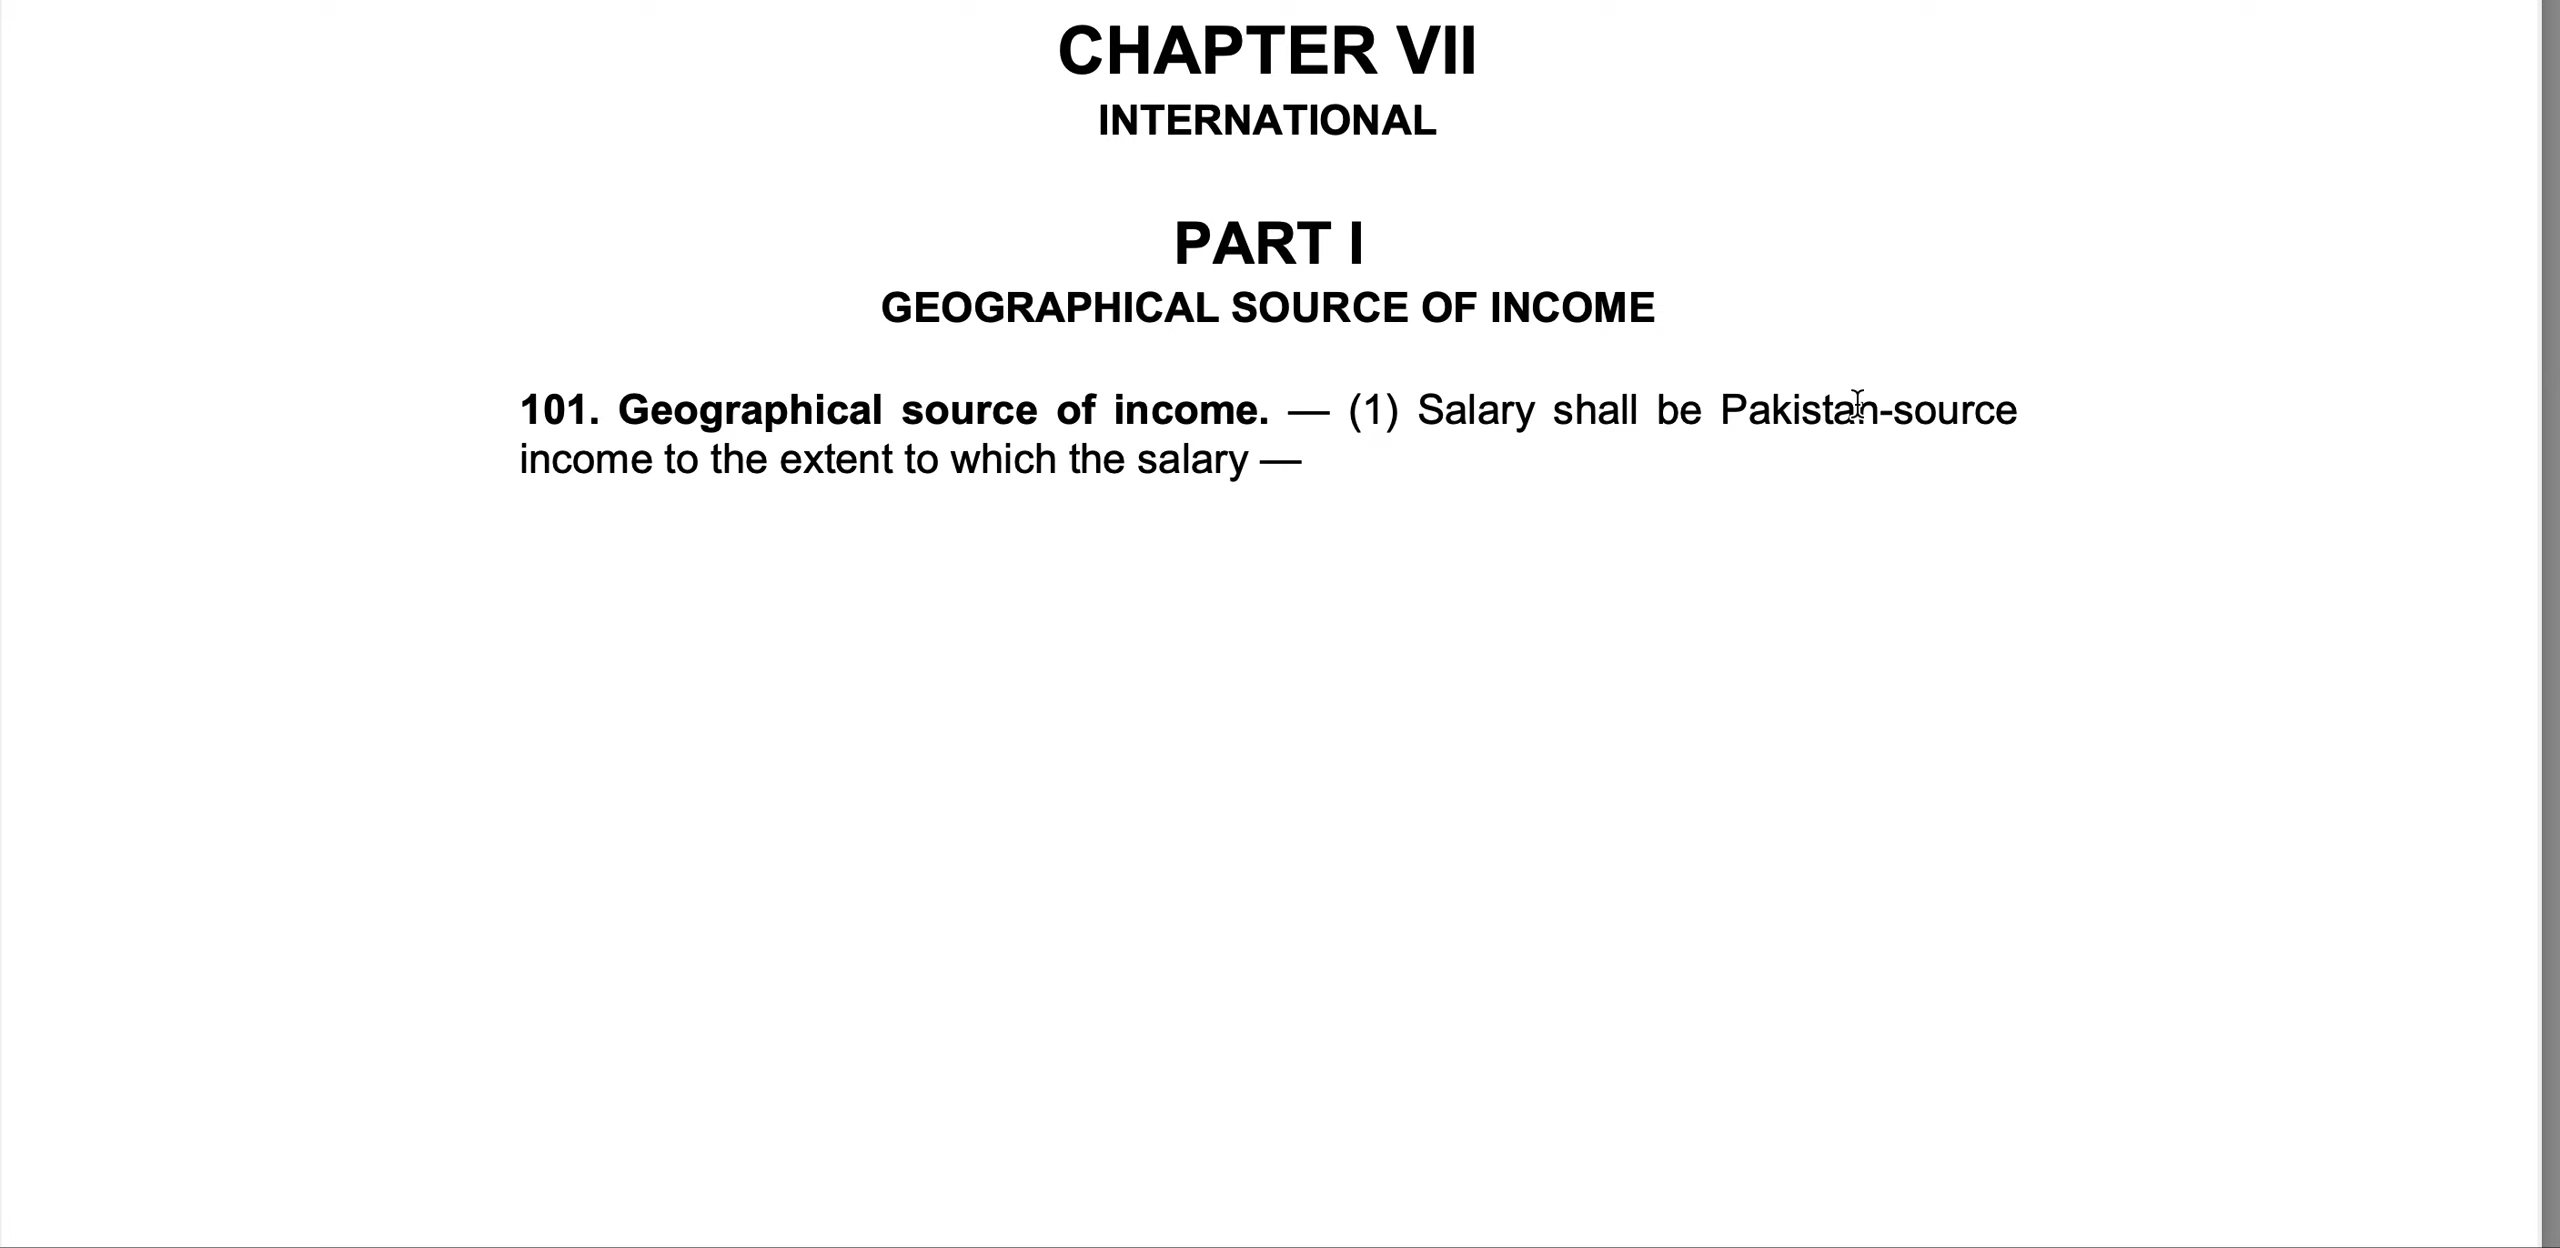 CHAPTER VII
INTERNATIONAL
PART I
GEOGRAPHICAL SOURCE OF INCOME
101. Geographical source of income. — (1) Salary shall be Pakistan-source
income to the extent to which the salary —